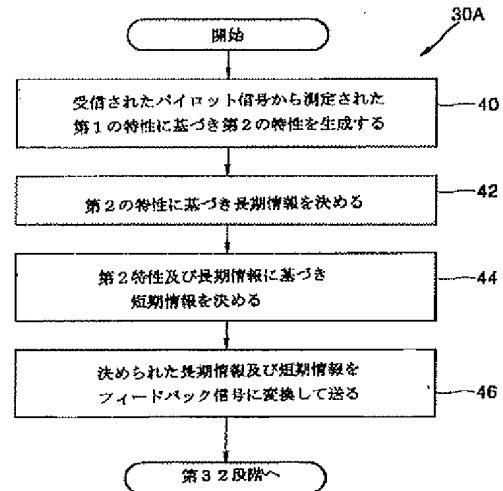 30A
開始
受信されたパイロット信号から測定された
第1の特性に基づき第2の特性を生成する
40
第2の特性に基づき長期情報を決める
42
第2特性及び長期情報に基づき
短期情報を決める
44
決められた長期情報及び短期情報を
フィードバック信号に変換して送る
46
第32段階へ